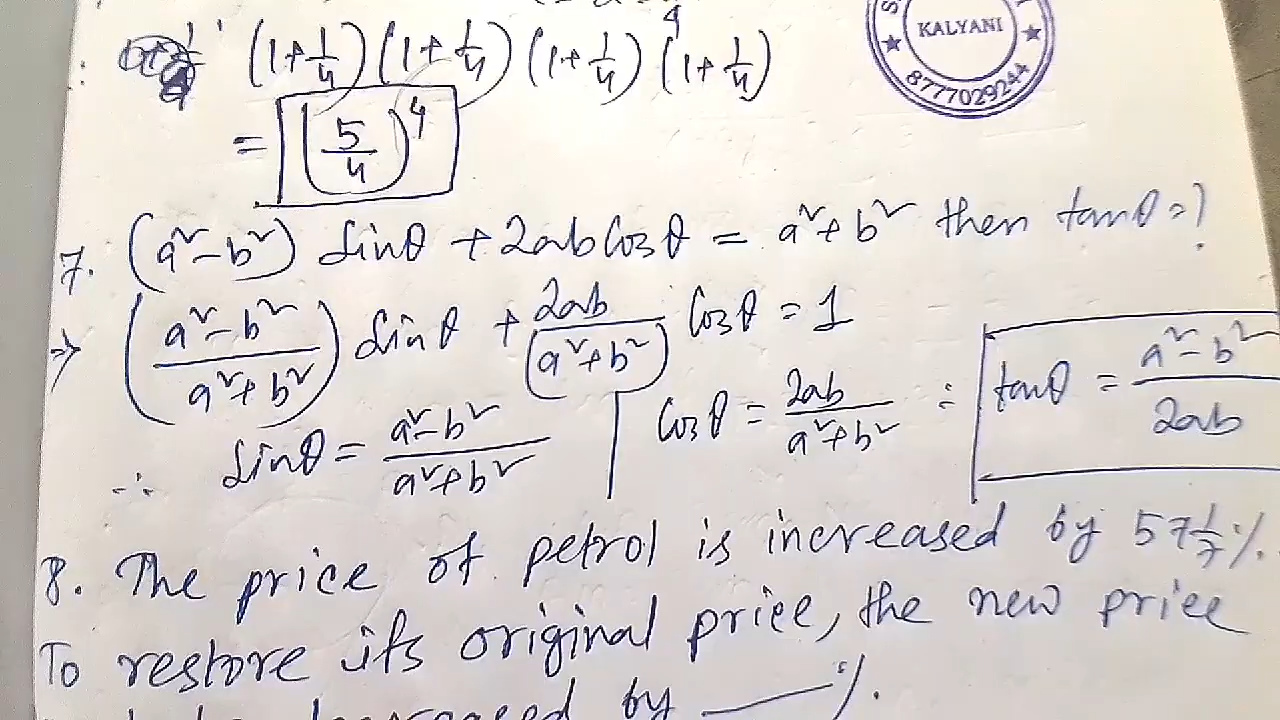 KALYANI
8777029244
(1+1/4) (1+1/4) (1+1/4) (1+1/4)
= (5/4)^4
7. (a²-b²) sinθ + 2ab cosθ = a²+b² then tanθ=?
⇒ ((a²-b²)/(a²+b²)) sinθ + 2ab/(a²+b²) cosθ = 1
∴ sinθ = (a²-b²)/(a²+b²) | cosθ = 2ab/(a²+b²) ∴ tanθ = (a²-b²)/2ab
8. The price of petrol is increased by 57 1/7 %.
To restore its original price, the new price
by ___%.